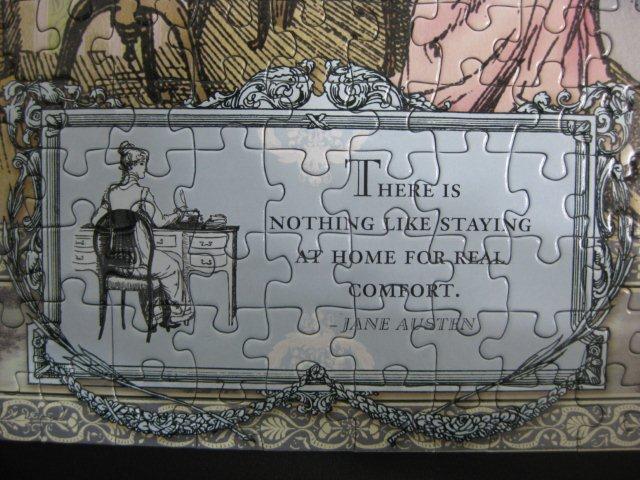 THERE IS
NOTHING LIKE STAYING
AT HOME FOR REAL
COMFORT.
- JANE AUSTEN